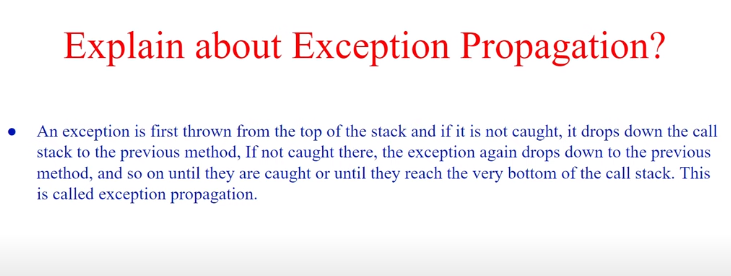 Explain about Exception Propagation?
● An exception is first thrown from the top of the stack and if it is not caught, it drops down the call
stack to the previous method, If not caught there, the exception again drops down to the previous
method, and so on until they are caught or until they reach the very bottom of the call stack. This
is called exception propagation.